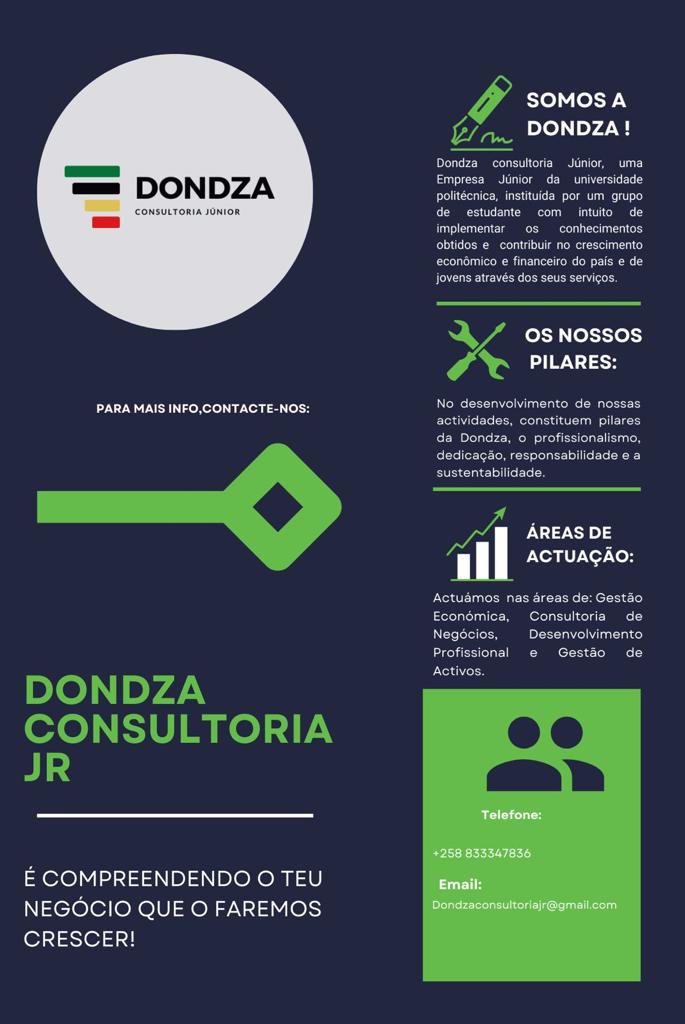 DONDZA
CONSULTORIA JÚNIOR
PARA MAIS INFO,CONTACTE-NOS:
DONDZA
CONSULTORIA
JR
É COMPREENDENDO O TEU
NEGÓCIO QUE O FAREMOS
CRESCER!
SOMOS A
DONDZA !
Dondza consultoria Júnior, uma
Empresa Júnior da universidade
politécnica, instituída por um grupo
de estudante com intuito de
implementar os conhecimentos
obtidos e contribuir no crescimento
econômico e financeiro do país e de
jovens através dos seus serviços.
OS NOSSOS
PILARES:
No desenvolvimento de nossas
actividades, constituem pilares
da Dondza, o profissionalismo,
dedicação, responsabilidade e a
sustentabilidade.
ÁREAS DE
ACTUAÇÃO:
Actuámos nas áreas de: Gestão
Económica, Consultoria de
Negócios, Desenvolvimento
Profissional e Gestão de
Activos.
Telefone:
+258 833347836
Email:
Dondzaconsultoriajr@gmail.com